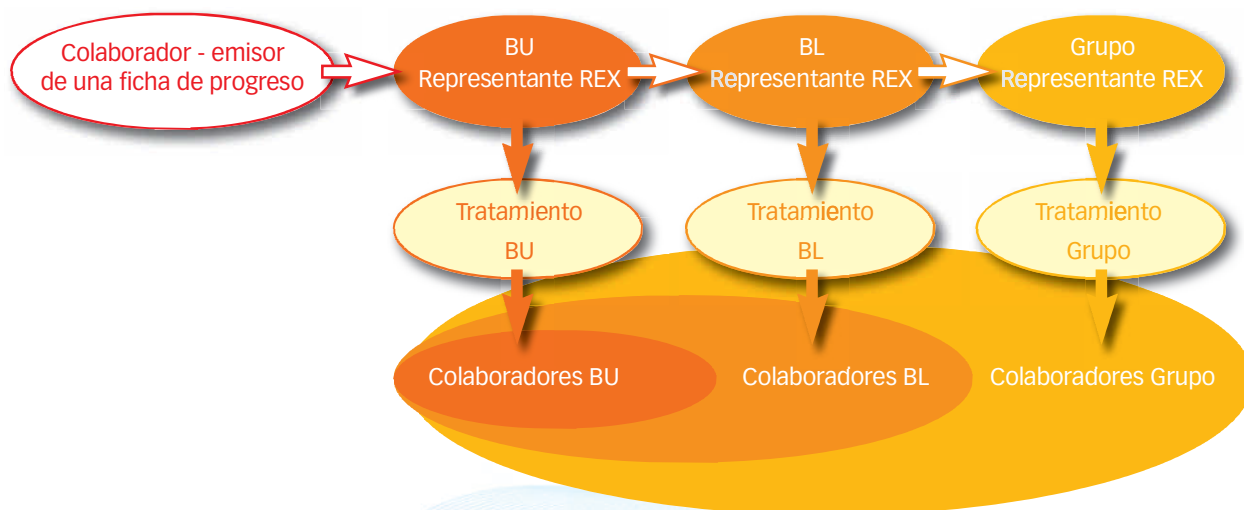 Colaborador - emisor
de una ficha de progreso
BU
Representante REX
BL
Representante REX
Grupo
Representante REX
Tratamiento
BU
Tratamiento
BL
Tratamiento
Grupo
Colaboradores BU
Colaboradores BL
Colaboradores Grupo